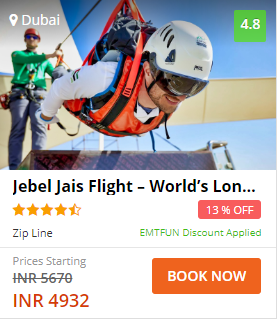 Dubai
4.8
Jebel Jais Flight – World's Lon...
13 % OFF
Zip Line
EMTFUN Discount Applied
Prices Starting
INR 5670
INR 4932
BOOK NOW